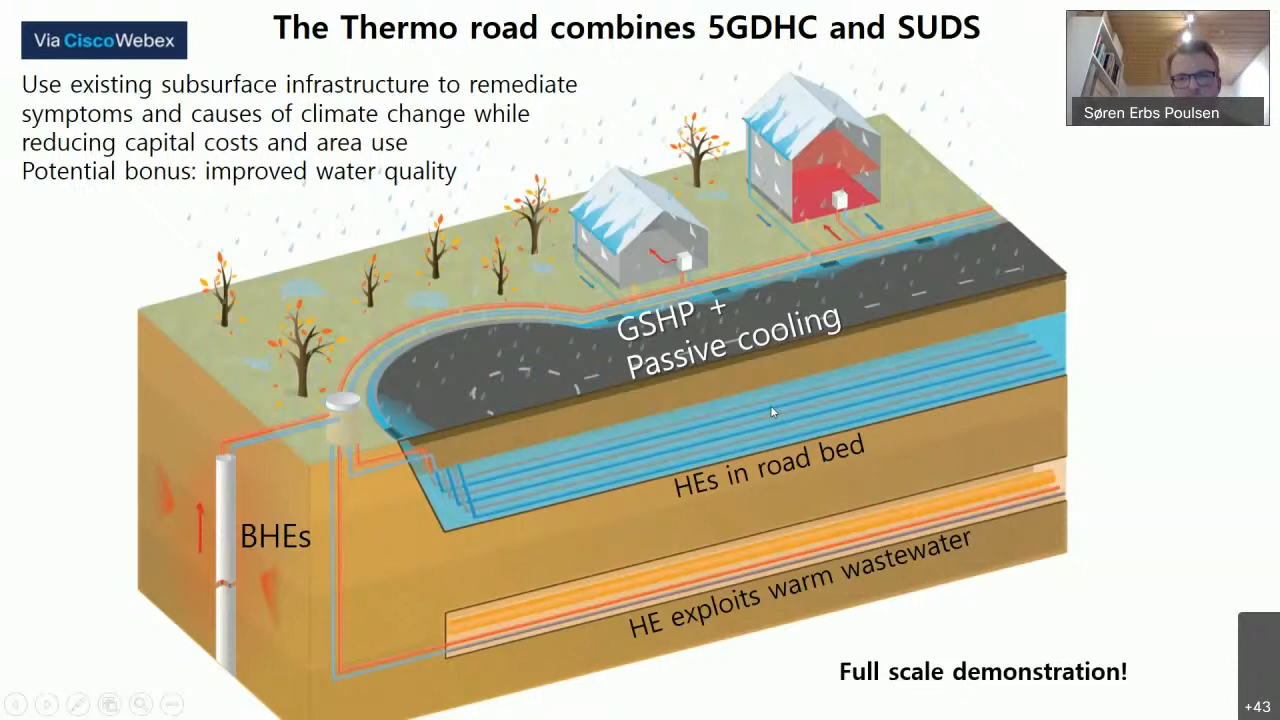 The Thermo road combines 5GDHC and SUDS
Via CiscoWebex
Use existing subsurface infrastructure to remediate
symptoms and causes of climate change while
reducing capital costs and area use
Potential bonus: improved water quality
Søren Erbs Poulsen
GSHP +
Passive cooling
HEs in road bed
BHEs
HE exploits warm wastewater
Full scale demonstration!
+43